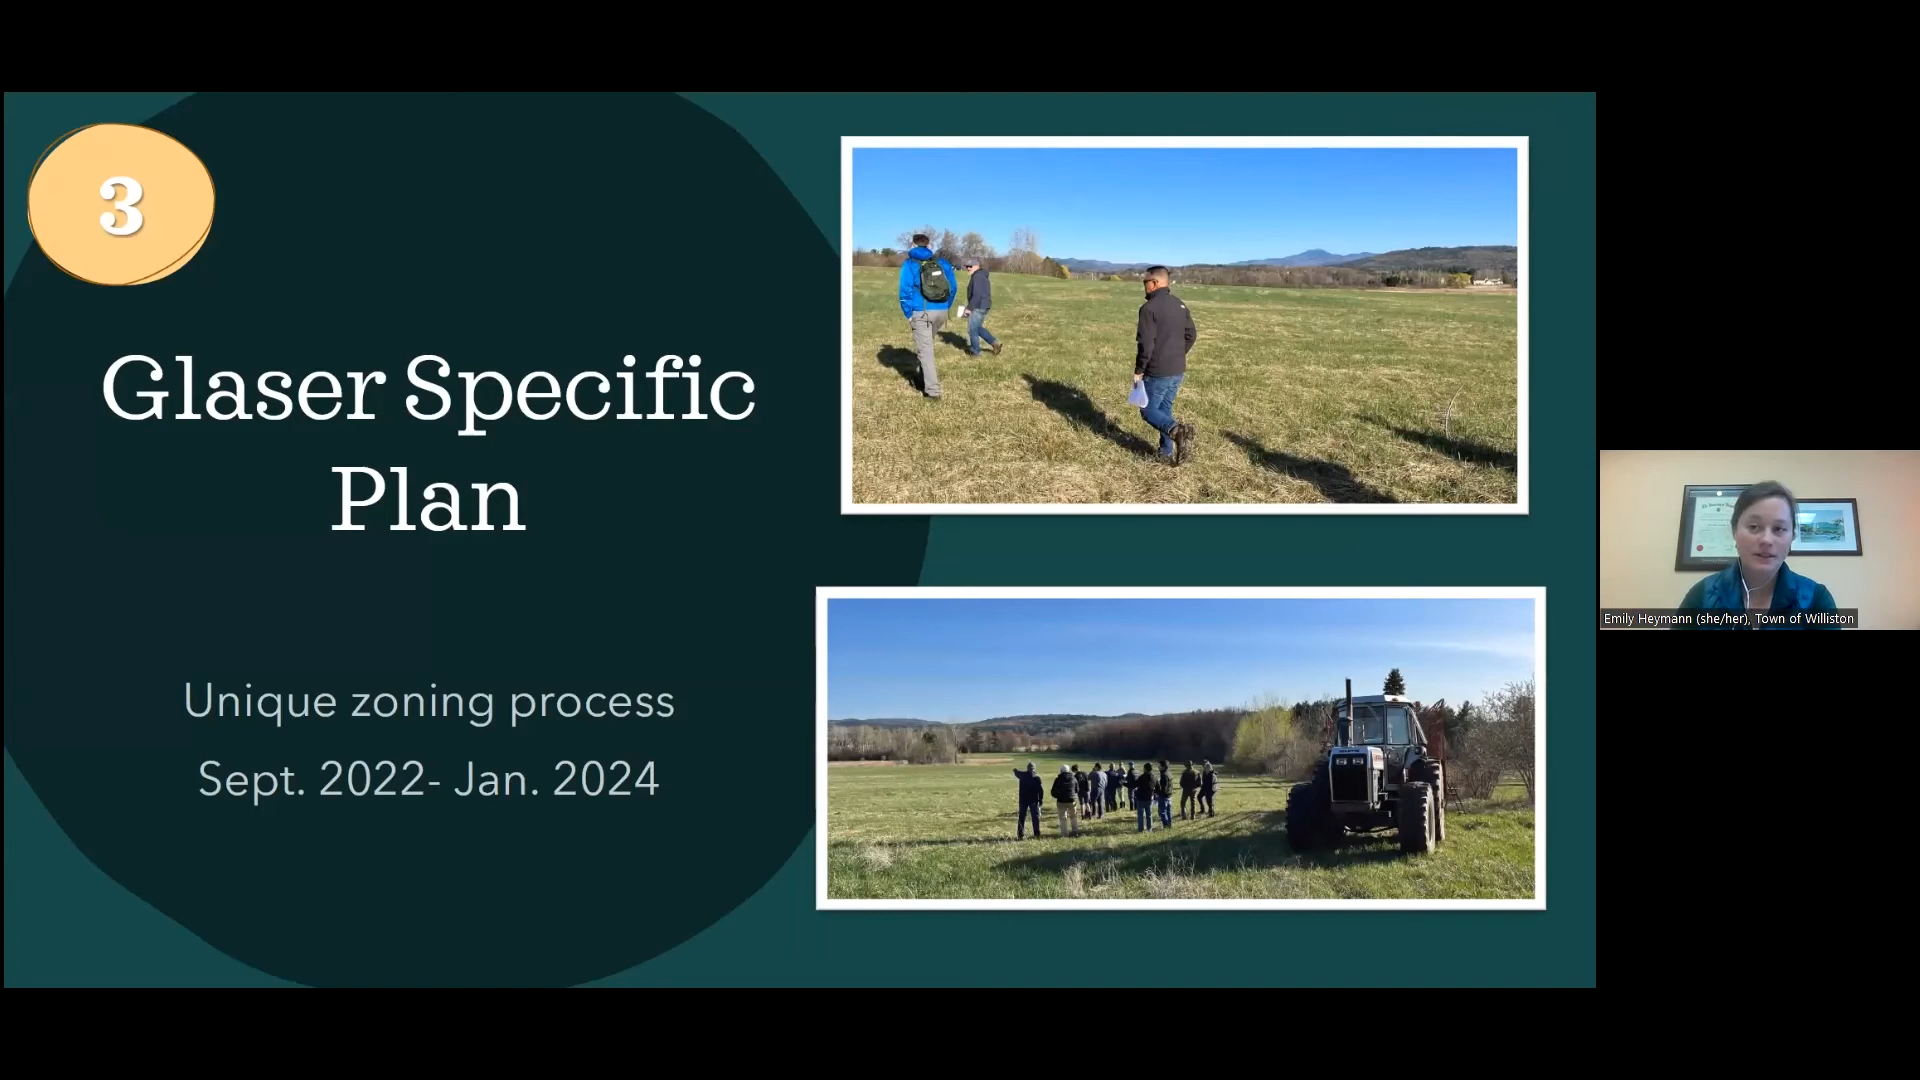 3
Glaser Specific
Plan
Unique zoning process
Sept. 2022- Jan. 2024
Emily Heymann (she/her), Town of Williston